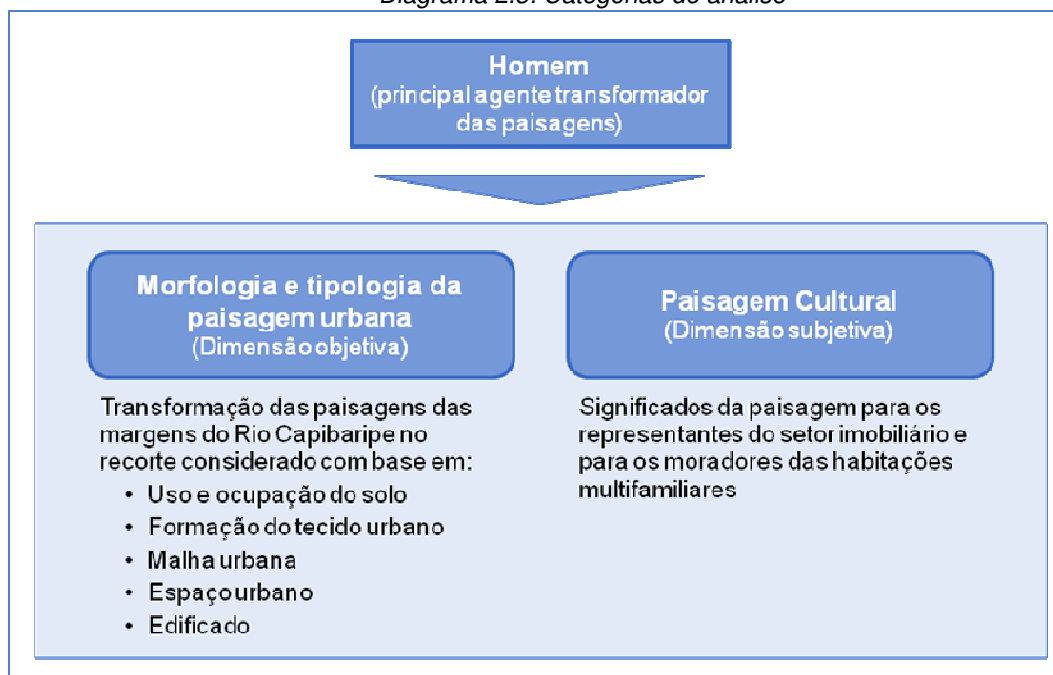 Homem
(principal agente transformador
das paisagens)
Morfologia e tipologia da
paisagem urbana
(Dimensão objetiva)
Transformação das paisagens das
margens do Rio Capibaripe no
recorte considerado com base em:
• Uso e ocupação do solo
• Formação do tecido urbano
• Malha urbana
• Espaço urbano
• Edificado
Paisagem Cultural
(Dimensão subjetiva)
Significados da paisagem para os
representantes do setor imobiliário e
para os moradores das habitações
multifamiliares